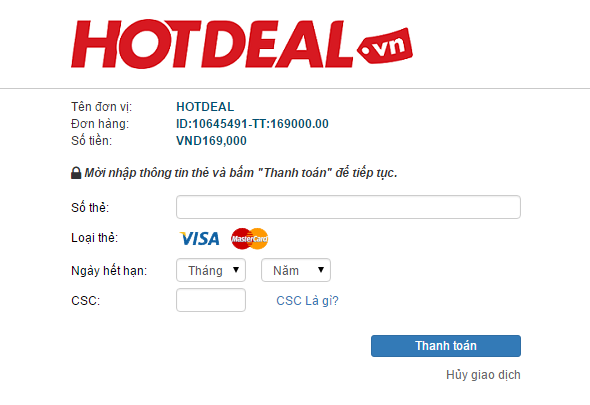 HOTDEAL.vn
Tên đơn vị: HOTDEAL
Đơn hàng: ID:10645491-TT:169000.00
Số tiền: VND169,000
Mời nhập thông tin thẻ và bấm "Thanh toán" để tiếp tục.
Số thẻ:
Loại thẻ: VISA MasterCard
Ngày hết hạn: Tháng Năm
CSC: CSC Là gì?
Thanh toán
Hủy giao dịch